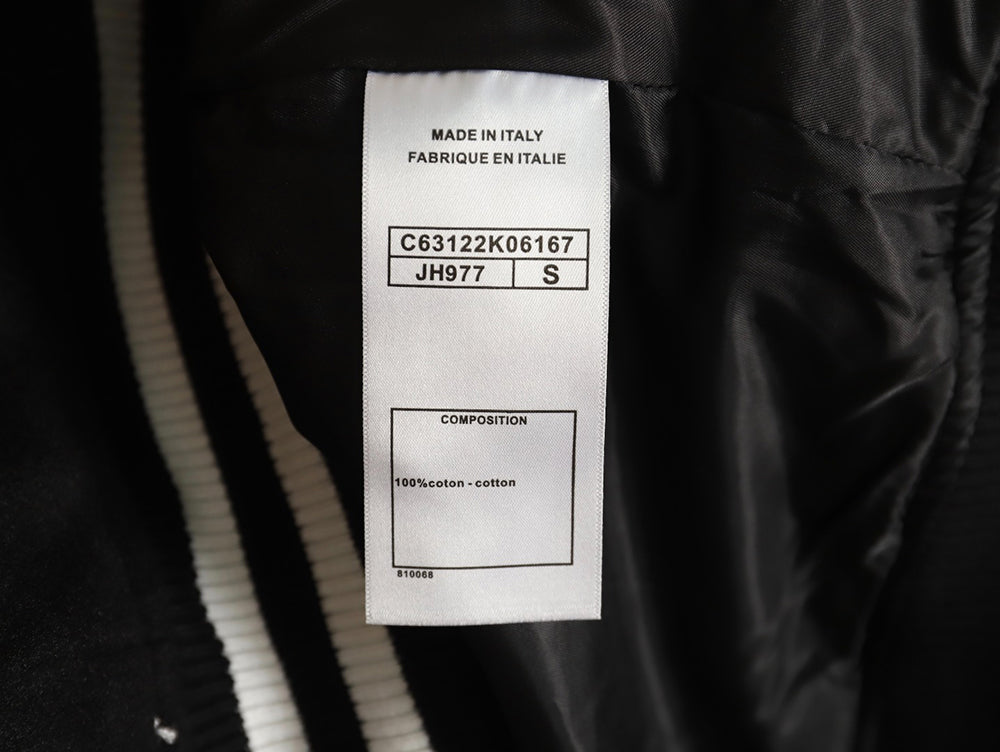 MADE IN ITALY
FABRIQUE EN ITALIE
C63122K06167
JH977 S
COMPOSITION
100%coton - cotton
810068